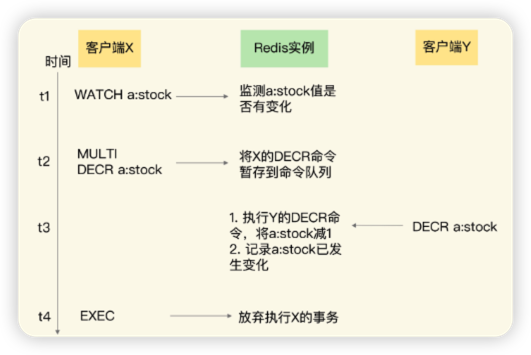 客户端X
Redis实例
客户端Y
时间
t1
WATCH a:stock
监测a:stock值是
否有变化
t2
MULTI
DECR a:stock
将X的DECR命令
暂存到命令队列
t3
1. 执行Y的DECR命
令，将a:stock减1
2. 记录a:stock已发
生变化
DECR a:stock
t4
EXEC
放弃执行X的事务